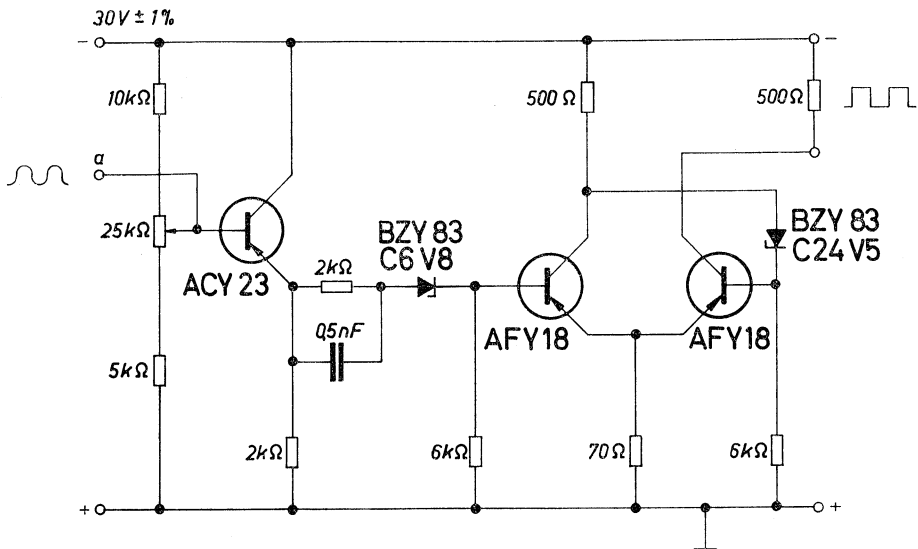 30V ± 1%
-
-
10kΩ
500Ω
500Ω
a
25kΩ
ACY 23
2kΩ
BZY 83
C6 V8
BZY 83
C24 V5
AFY18
AFY18
0,5nF
5kΩ
2kΩ
6kΩ
70Ω
6kΩ
+
+